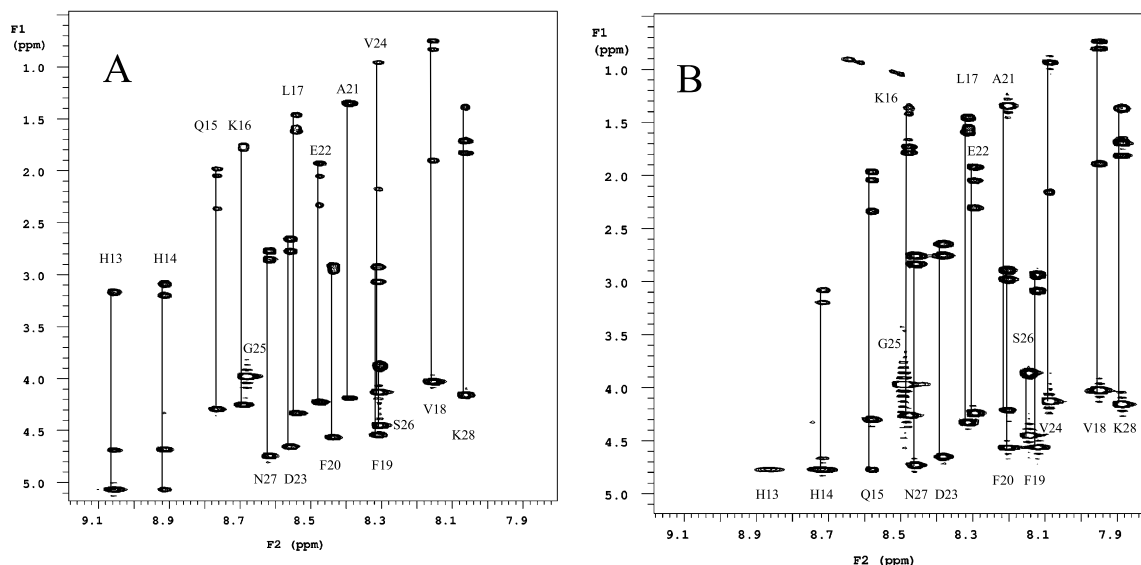 F1
(ppm)
A
V24
1.0
L17
A21
Q15
K16
1.5
E22
2.0
2.5
H13
H14
3.0
3.5
G25
4.0
V18
S26
4.5
K28
N27
D23
F20
F19
5.0
9.1
8.9
8.7
8.5
8.3
8.1
7.9
F2 (ppm)
F1
(ppm)
B
1.0
L17
A21
K16
1.5
E22
2.0
2.5
3.0
G25
S26
3.5
4.0
V24
V18
K28
4.5
H13
H14
Q15
N27
D23
F20
F19
5.0
9.1
8.9
8.7
8.5
8.3
8.1
7.9
F2 (ppm)